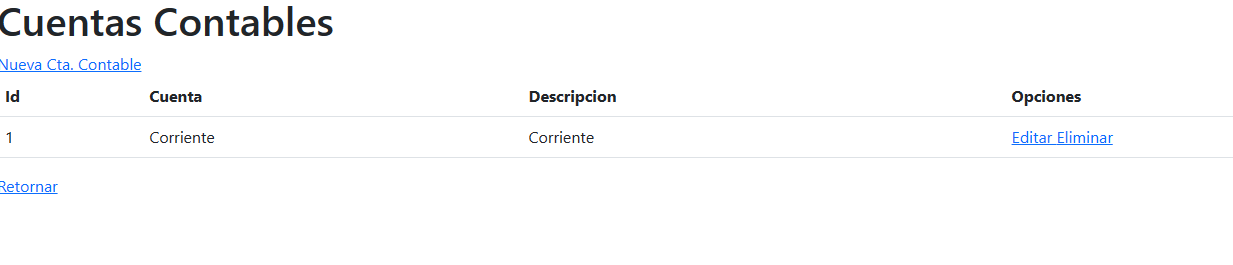 Cuentas Contables
Nueva Cta. Contable
Id Cuenta Descripcion Opciones
1 Corriente Corriente Editar Eliminar
Retornar